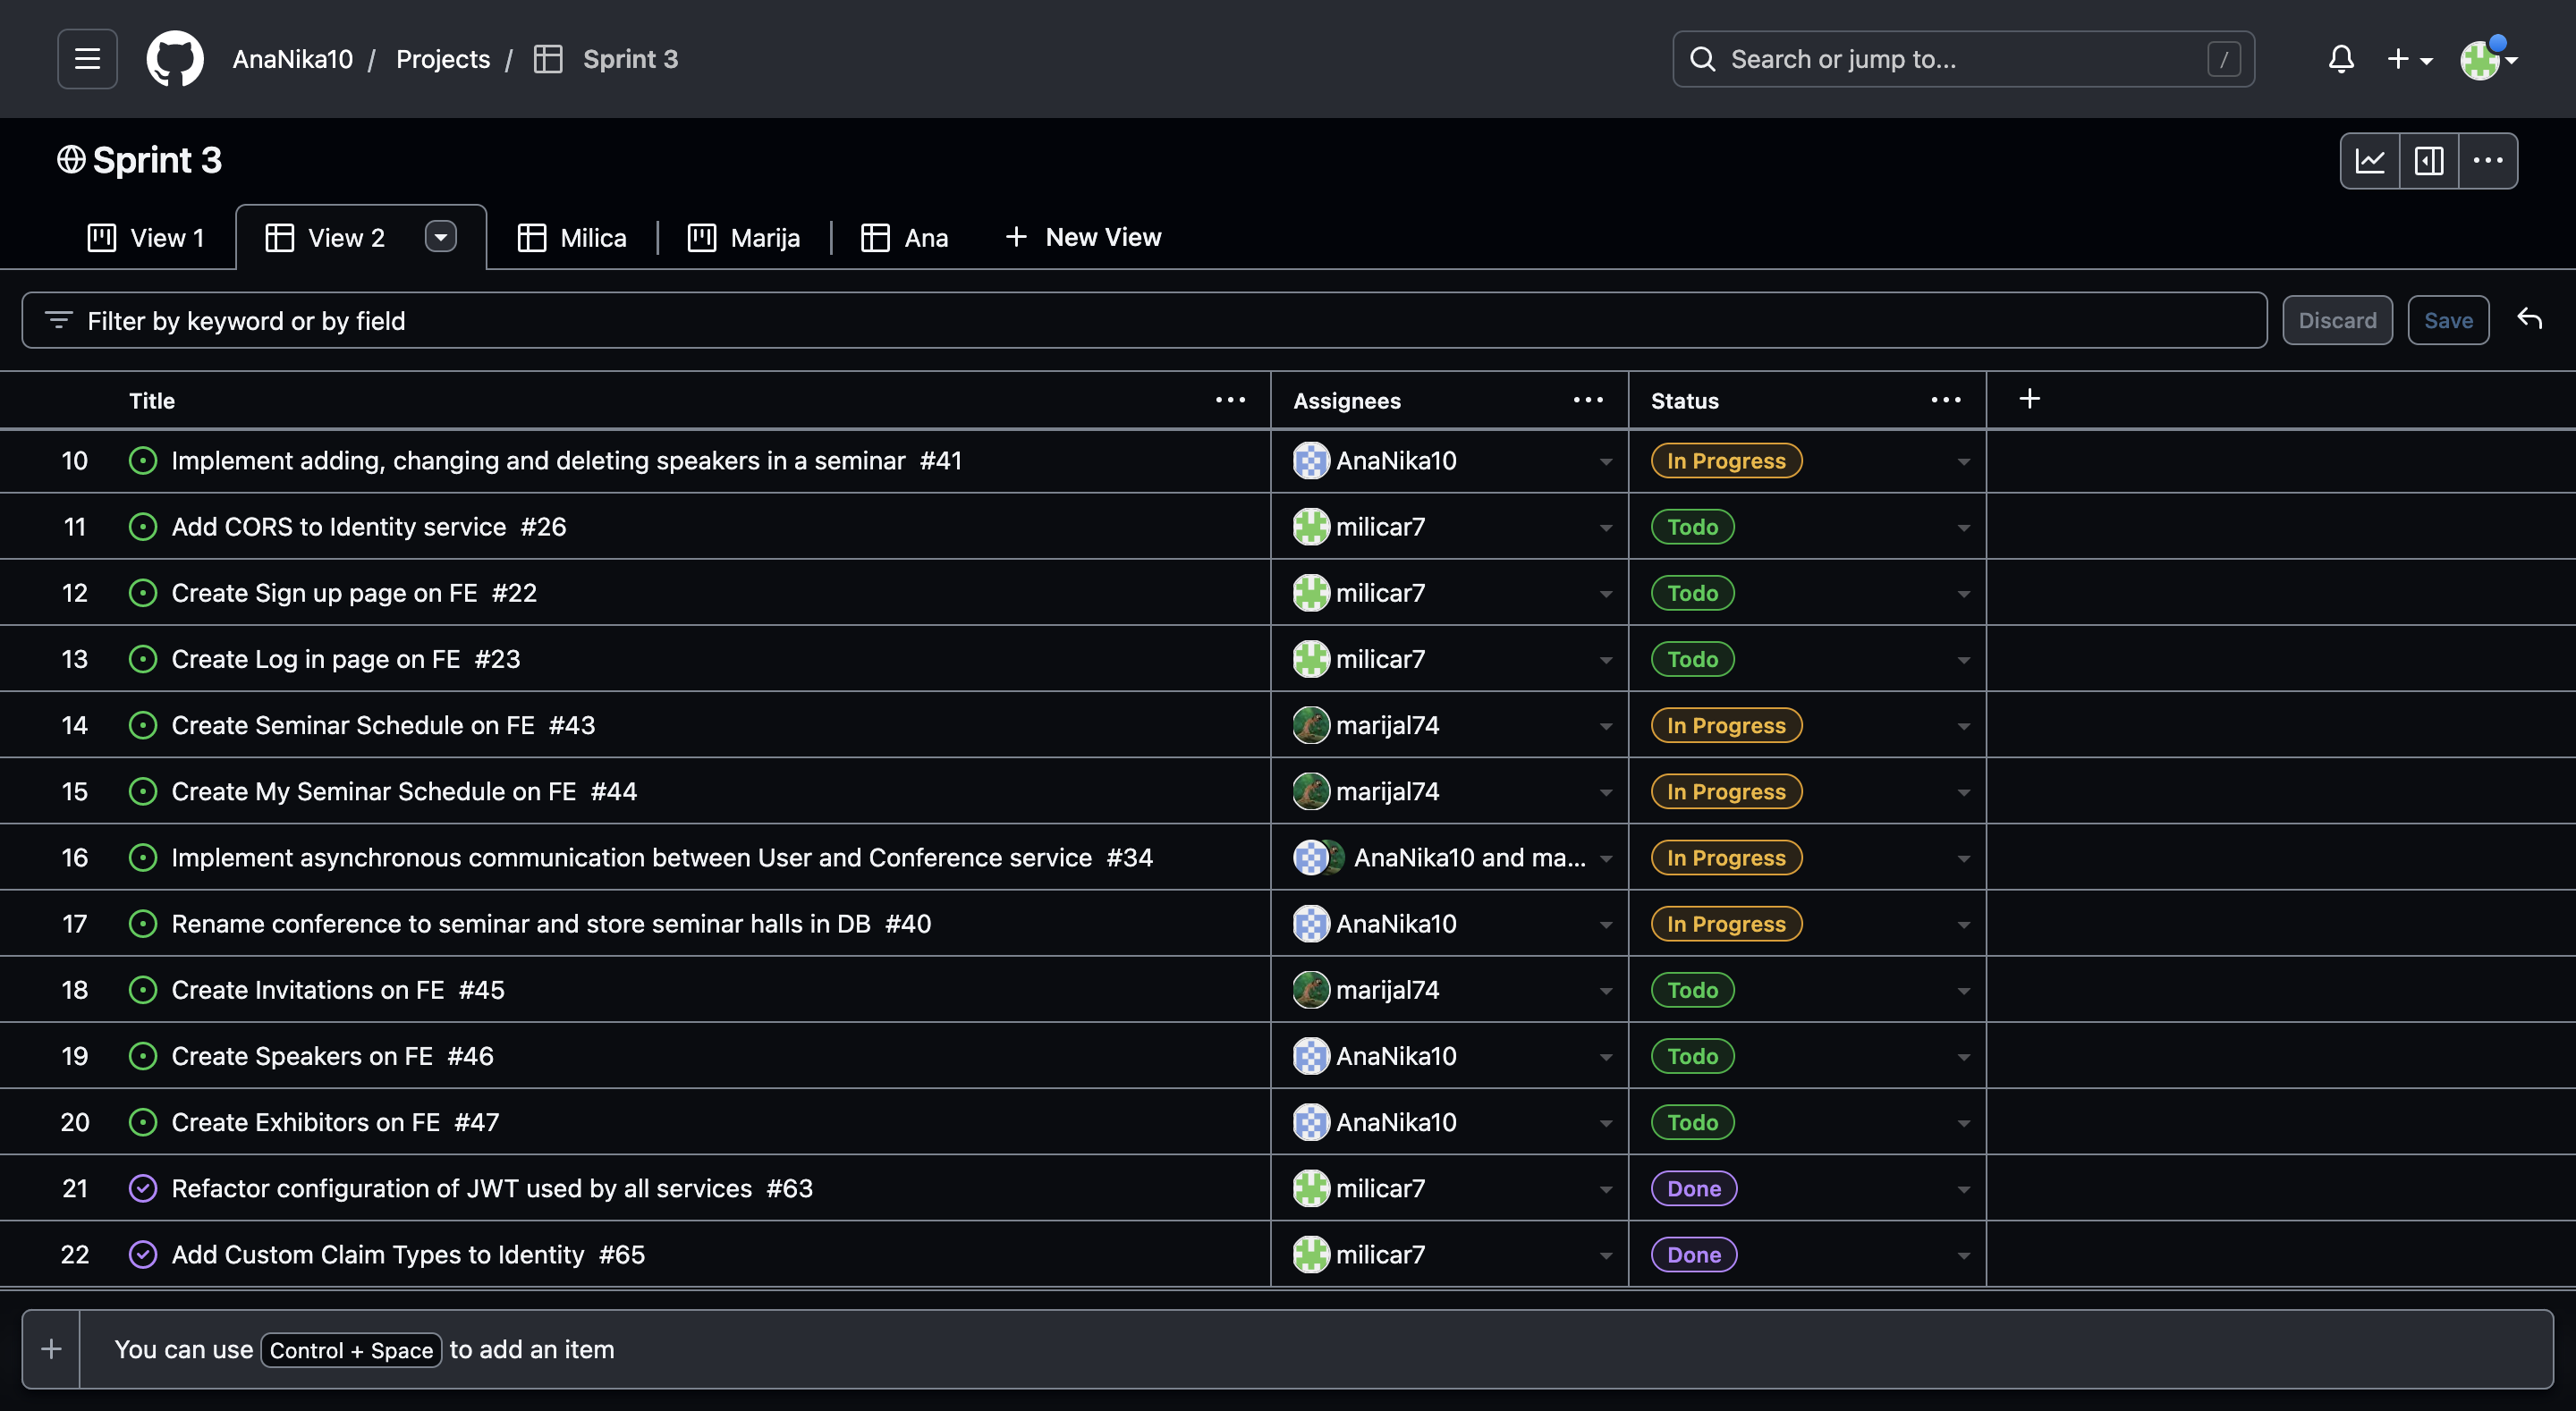 AnaNika10 / Projects / Sprint 3
Search or jump to... /
Sprint 3
View 1 View 2 Milica Marija Ana + New View
Filter by keyword or by field Discard Save
Title ... Assignees ... Status ... +
10 Implement adding, changing and deleting speakers in a seminar #41 AnaNika10 In Progress
11 Add CORS to Identity service #26 milicar7 Todo
12 Create Sign up page on FE #22 milicar7 Todo
13 Create Log in page on FE #23 milicar7 Todo
14 Create Seminar Schedule on FE #43 marijal74 In Progress
15 Create My Seminar Schedule on FE #44 marijal74 In Progress
16 Implement asynchronous communication between User and Conference service #34 AnaNika10 and ma... In Progress
17 Rename conference to seminar and store seminar halls in DB #40 AnaNika10 In Progress
18 Create Invitations on FE #45 marijal74 Todo
19 Create Speakers on FE #46 AnaNika10 Todo
20 Create Exhibitors on FE #47 AnaNika10 Todo
21 Refactor configuration of JWT used by all services #63 milicar7 Done
22 Add Custom Claim Types to Identity #65 milicar7 Done
+ You can use Control + Space to add an item